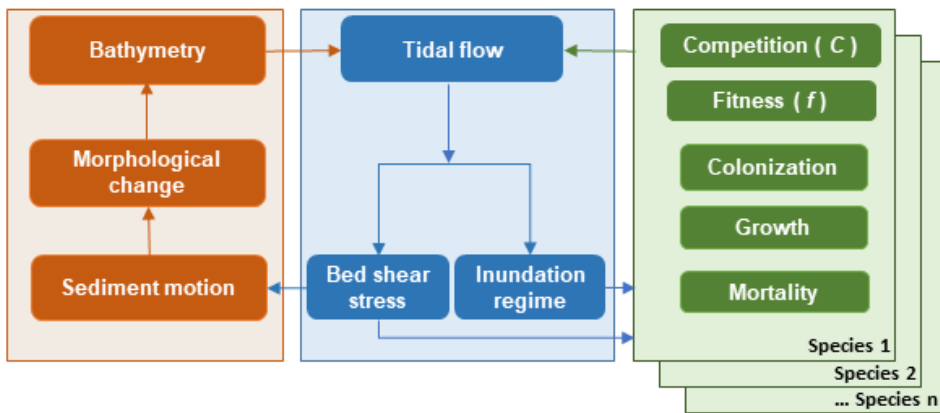 Bathymetry
Morphological
change
Sediment motion
Tidal flow
Bed shear
stress
Inundation
regime
Competition ( C )
Fitness ( f )
Colonization
Growth
Mortality
Species 1
Species 2
... Species n